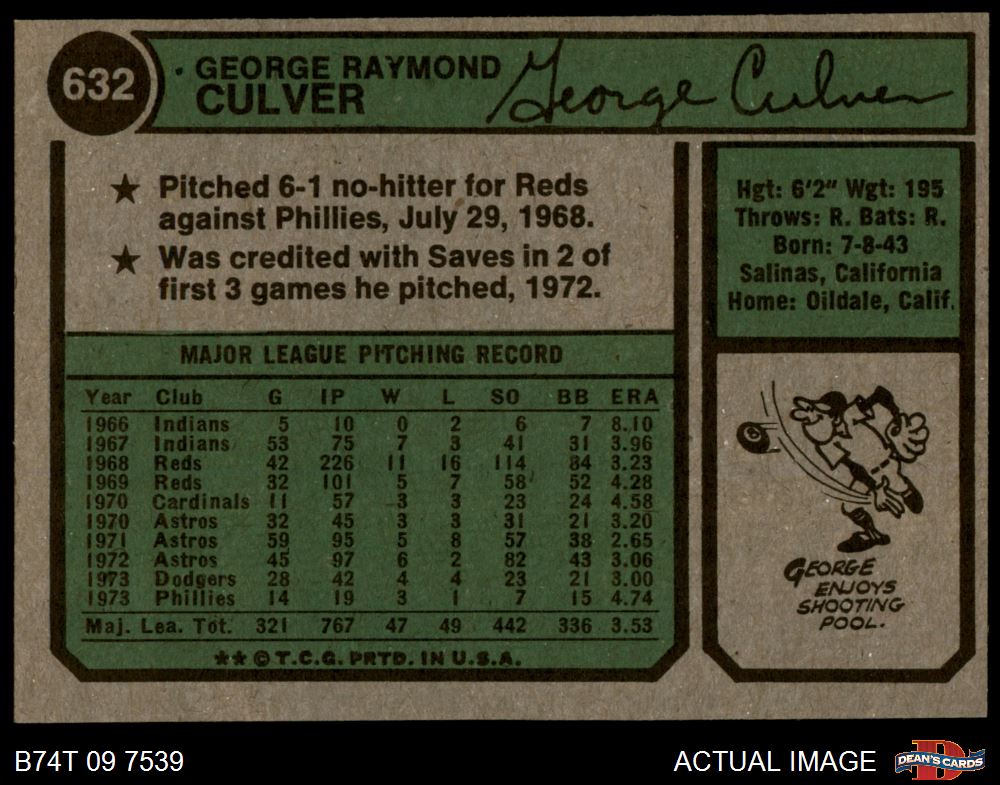 632
GEORGE RAYMOND
CULVER
George Culver
★ Pitched 6-1 no-hitter for Reds
against Phillies, July 29, 1968.
★ Was credited with Saves in 2 of
first 3 games he pitched, 1972.
Hgt: 6'2" Wgt: 195
Throws: R. Bats: R.
Born: 7-8-43
Salinas, California
Home: Oildale, Calif.
MAJOR LEAGUE PITCHING RECORD
Year Club G IP W L SO BB ERA
1966 Indians 5 10 0 2 6 7 8.10
1967 Indians 53 75 7 3 41 31 3.96
1968 Reds 42 226 11 16 114 84 3.23
1969 Reds 32 101 5 7 58 52 4.28
1970 Cardinals 11 57 3 3 23 24 4.58
1970 Astros 32 45 3 3 31 21 3.20
1971 Astros 59 95 5 8 57 38 2.65
1972 Astros 45 97 6 2 82 43 3.06
1973 Dodgers 28 42 4 4 23 21 3.00
1973 Phillies 14 19 3 1 7 15 4.74
Maj. Lea. Tot. 321 767 47 49 442 336 3.53
** © T.C.G. PRTD. IN U.S.A.
8
GEORGE
ENJOYS
SHOOTING
POOL.
B74T 09 7539
ACTUAL IMAGE
DEAN'S CARDS